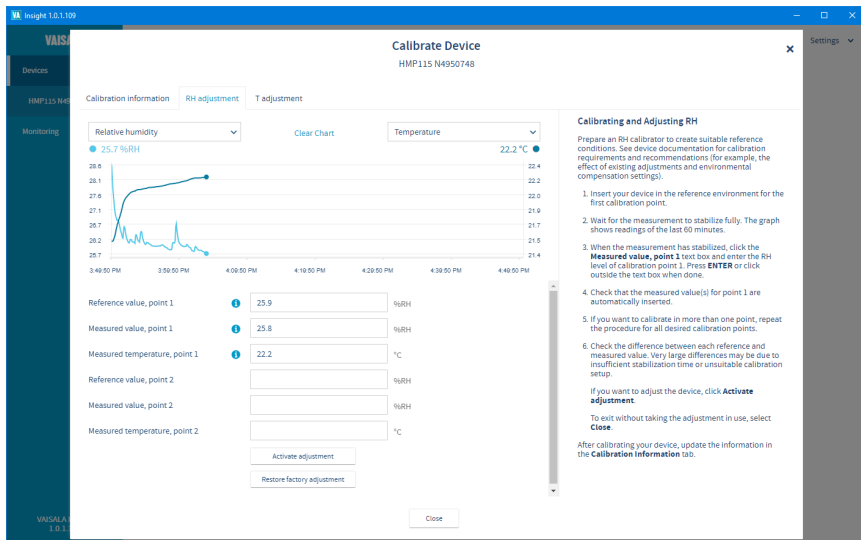 VA Insight 1.0.1.109
VAISA
Settings
Devices
HMP115 N49
Monitoring
VAISALA
1.0.1.
Calibrate Device
HMP115 N4950748
Calibration information RH adjustment T adjustment
Relative humidity Clear Chart Temperature
25.7 %RH 22.2 °C
28.6 22.4
28.1 22.2
27.6 22.0
27.1 21.9
26.7 21.7
26.2 21.5
25.7 21.4
3:49:50 PM 3:59:50 PM 4:09:50 PM 4:19:50 PM 4:29:50 PM 4:39:50 PM 4:49:50 PM
Reference value, point 1 25.9 %RH
Measured value, point 1 25.8 %RH
Measured temperature, point 1 22.2 °C
Reference value, point 2 %RH
Measured value, point 2 %RH
Measured temperature, point 2 °C
Activate adjustment
Restore factory adjustment
Close
Calibrating and Adjusting RH
Prepare an RH calibrator to create suitable reference
conditions. See device documentation for calibration
requirements and recommendations (for example, the
effect of existing adjustments and environmental
compensation settings).
1. Insert your device in the reference environment for the
first calibration point.
2. Wait for the measurement to stabilize fully. The graph
shows readings of the last 60 minutes.
3. When the measurement has stabilized, click the
Measured value, point 1 text box and enter the RH
level of calibration point 1. Press ENTER or click
outside the text box when done.
4. Check that the measured value(s) for point 1 are
automatically inserted.
5. If you want to calibrate in more than one point, repeat
the procedure for all desired calibration points.
6. Check the difference between each reference and
measured value. Very large differences may be due to
insufficient stabilization time or unsuitable calibration
setup.
If you want to adjust the device, click Activate
adjustment.
To exit without taking the adjustment in use, select
Close.
After calibrating your device, update the information in
the Calibration Information tab.